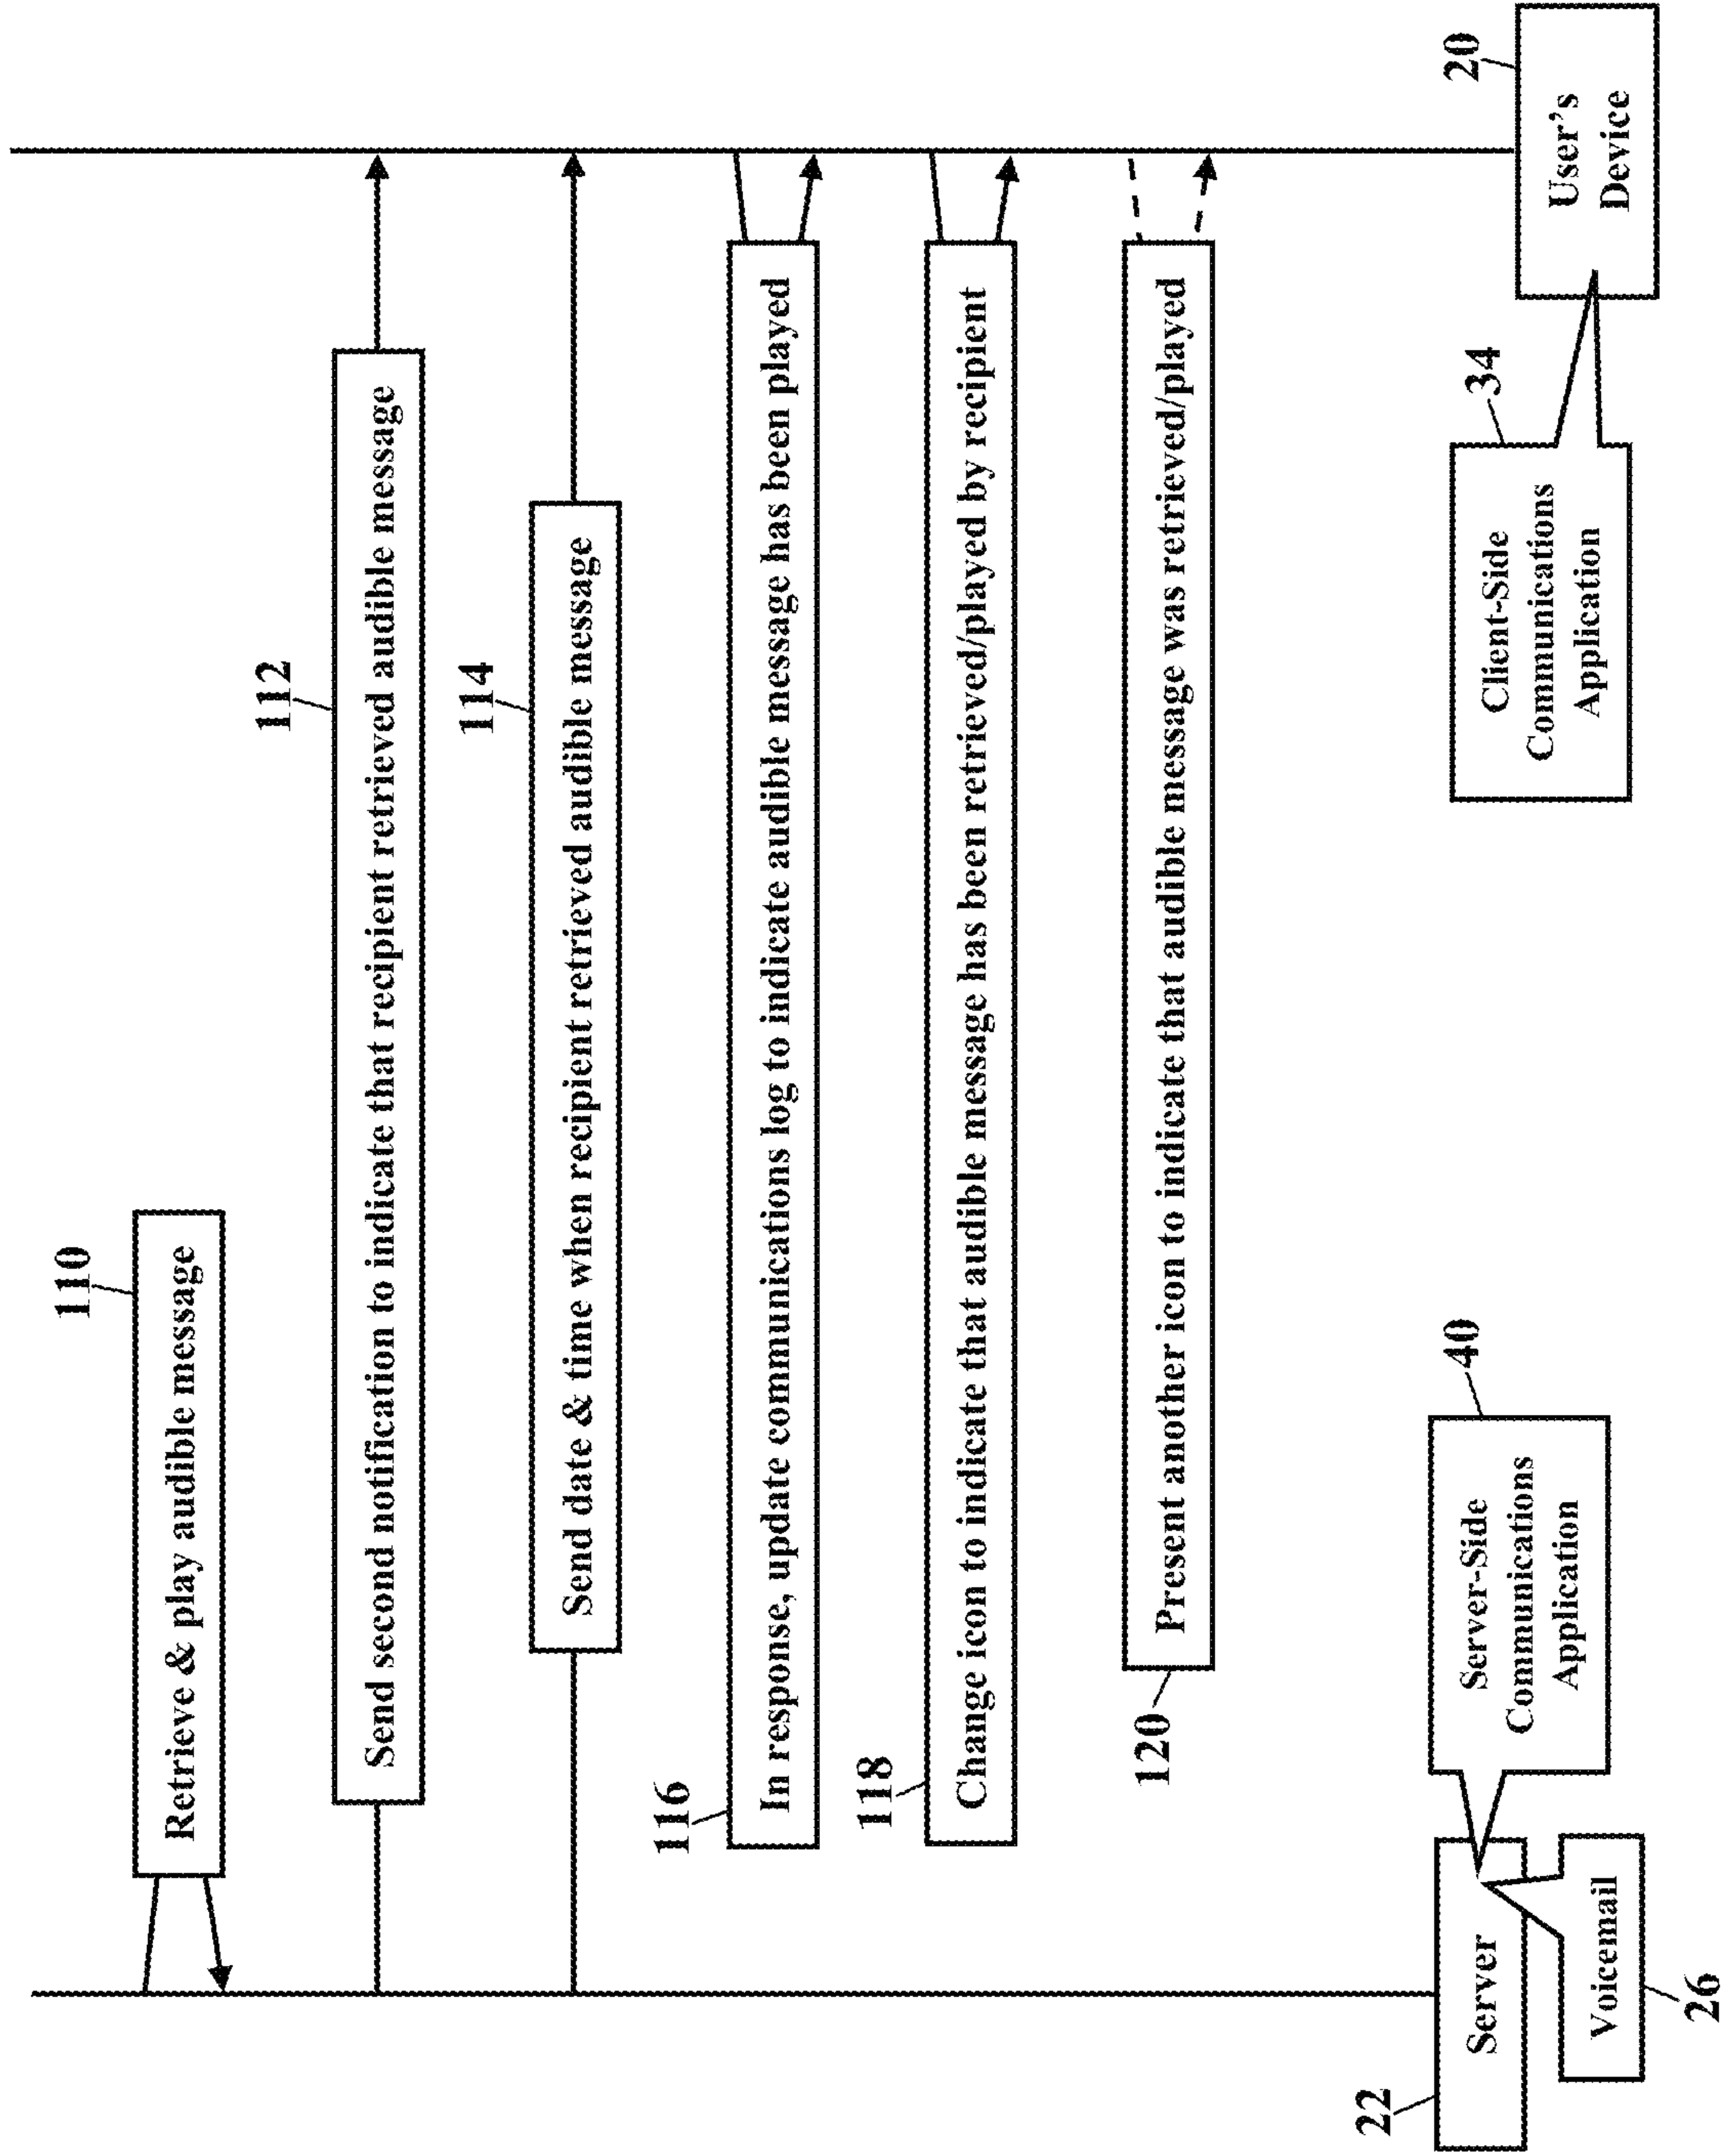 110
Retrieve & play audible message
112
Send second notification to indicate that recipient retrieved audible message
114
Send date & time when recipient retrieved audible message
116
In response, update communications log to indicate audible message has been played
118
Change icon to indicate that audible message has been retrieved/played by recipient
120
Present another icon to indicate that audible message was retrieved/played
22
Server
Voicemail
26
40
Server-Side
Communications
Application
34
Client-Side
Communications
Application
20
User's
Device